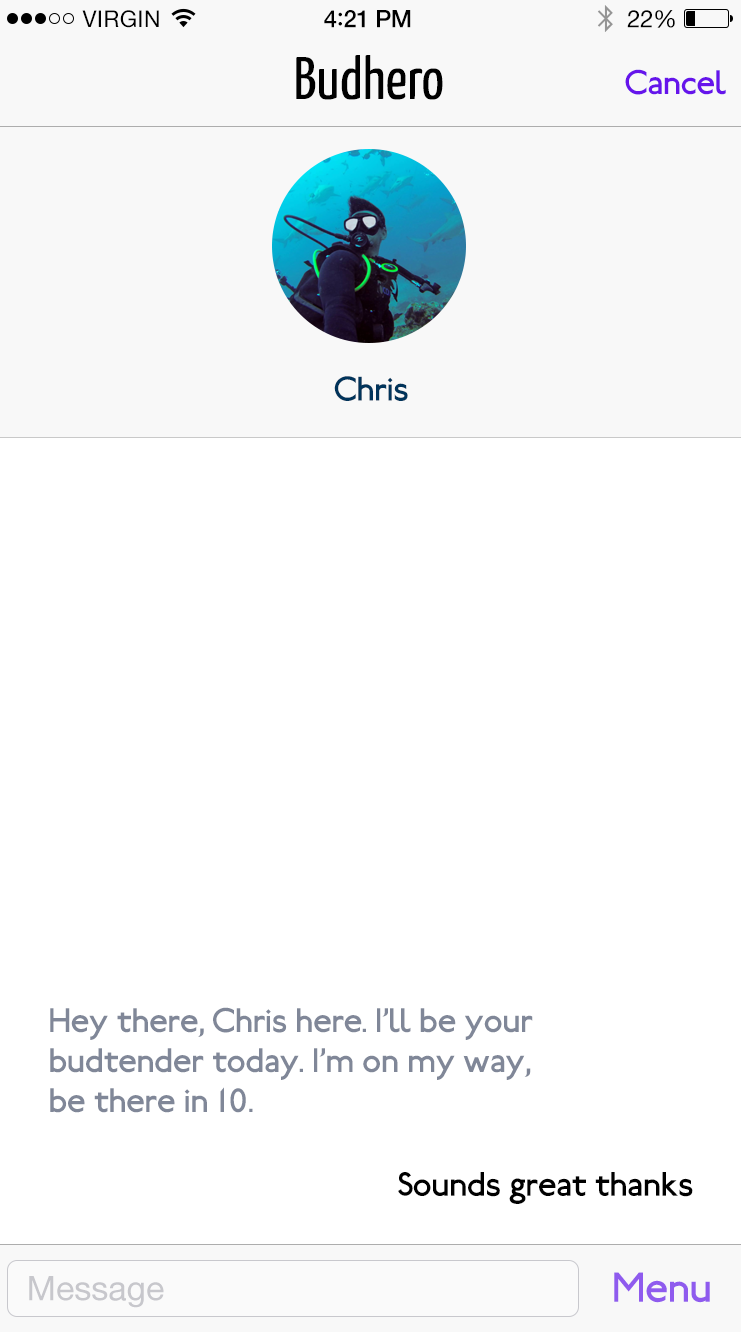 VIRGIN 4:21 PM 22%
Budhero Cancel
Chris
Hey there, Chris here. I'll be your
budtender today. I'm on my way,
be there in 10.
Sounds great thanks
Message Menu